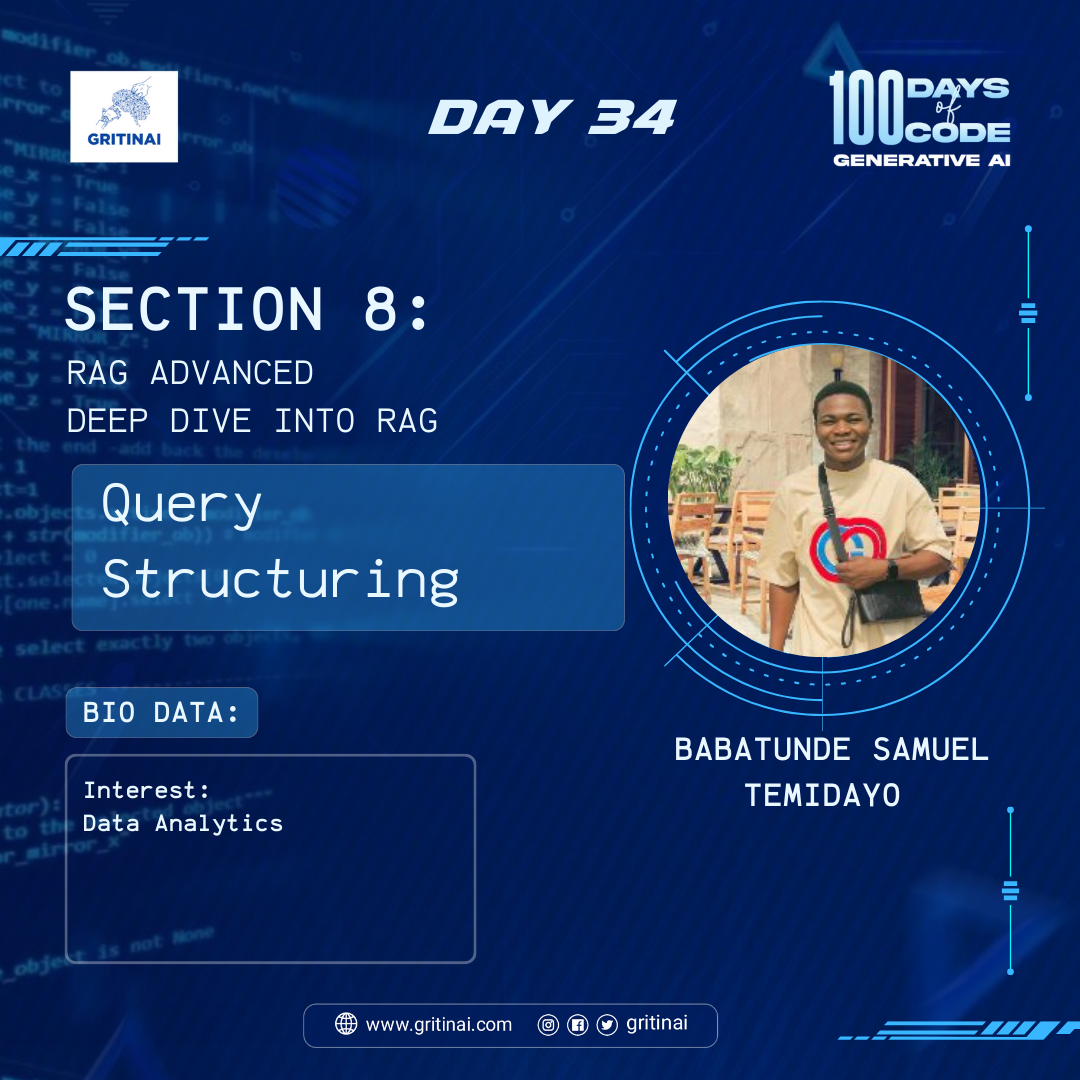 GRITINAI
DAY 34
100 DAYS
of
CODE
GENERATIVE AI
SECTION 8:
RAG ADVANCED
DEEP DIVE INTO RAG
Query
Structuring
BIO DATA:
Interest:
Data Analytics
BABATUNDE SAMUEL
TEMIDAYO
www.gritinai.com gritinai